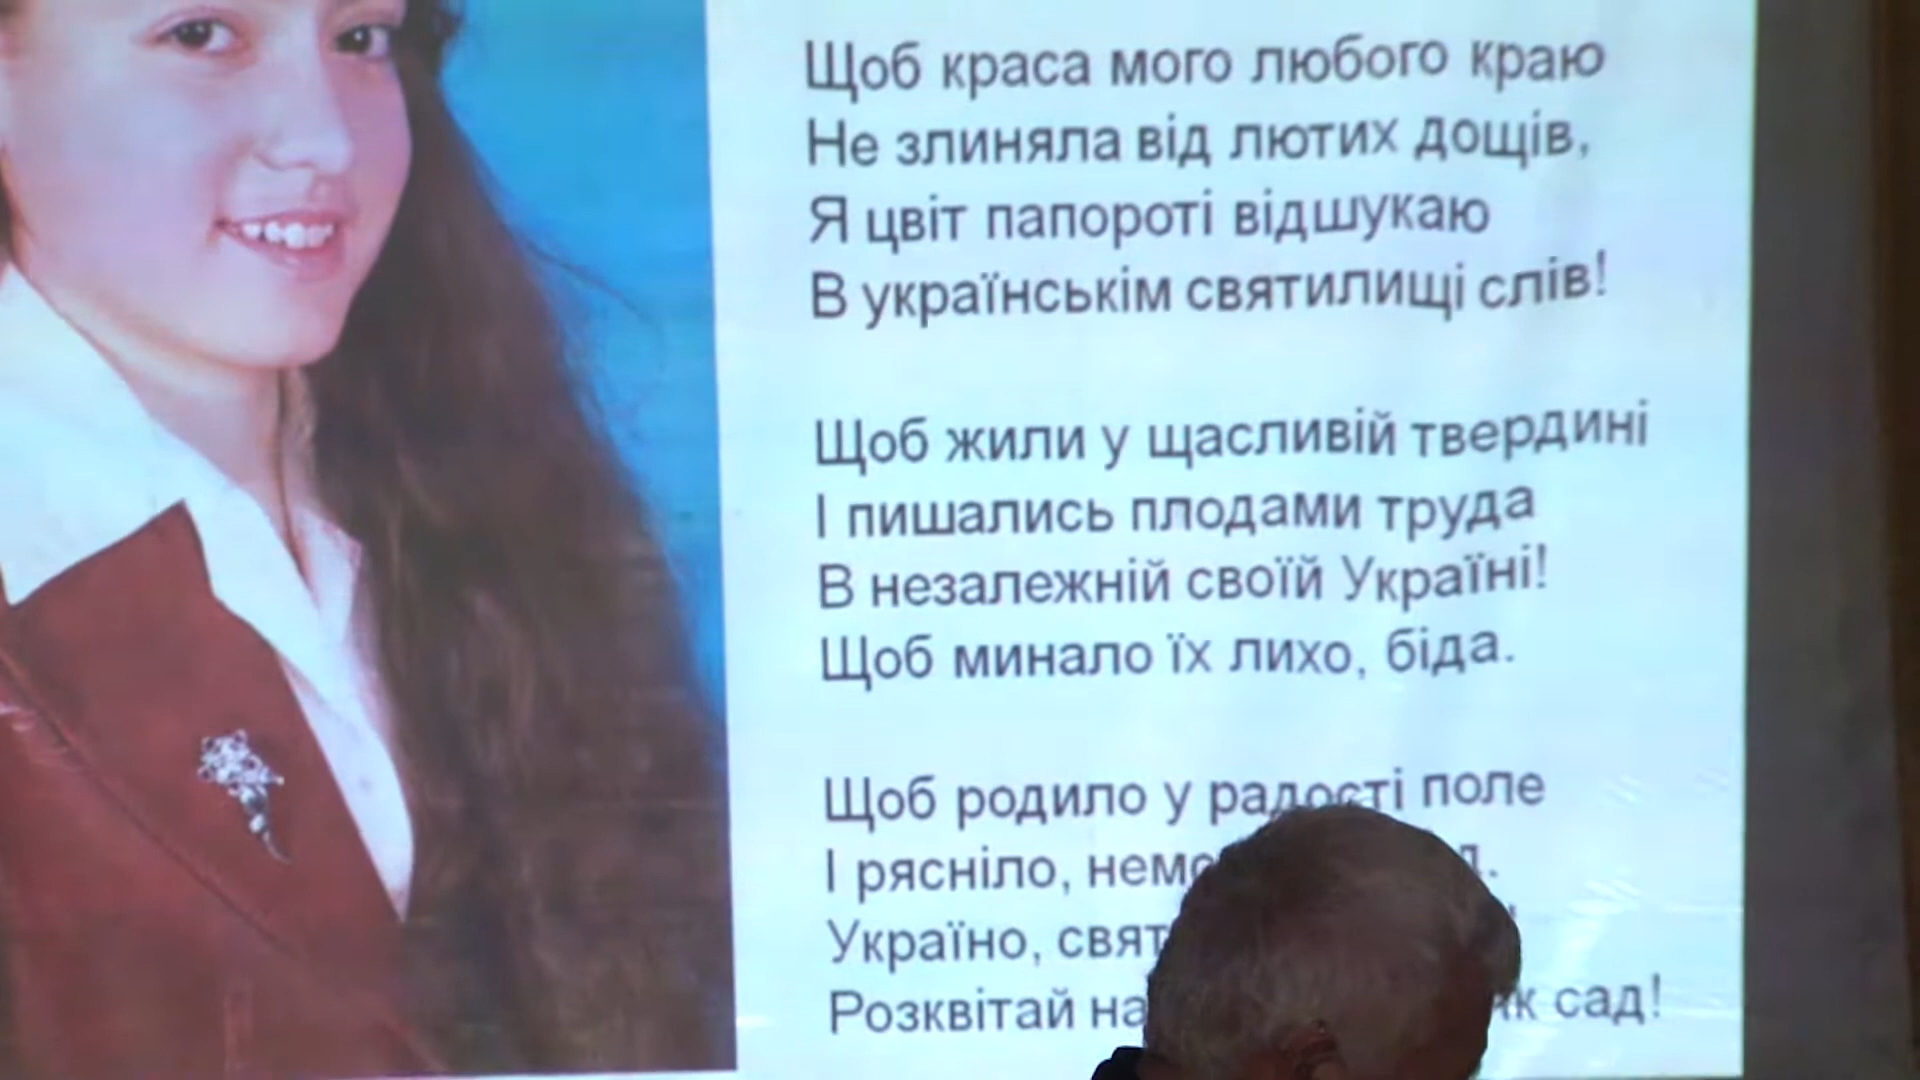 Щоб краса мого любого краю
Не злиняла від лютих дощів,
Я цвіт папороті відшукаю
В українськім святилищі слів!
Щоб жили у щасливій твердині
І пишались плодами труда
В незалежній своїй Україні!
Щоб минало їх лихо, біда.
Щоб родило у радості поле
І рясніло,
Україно,
Розквітай сад!